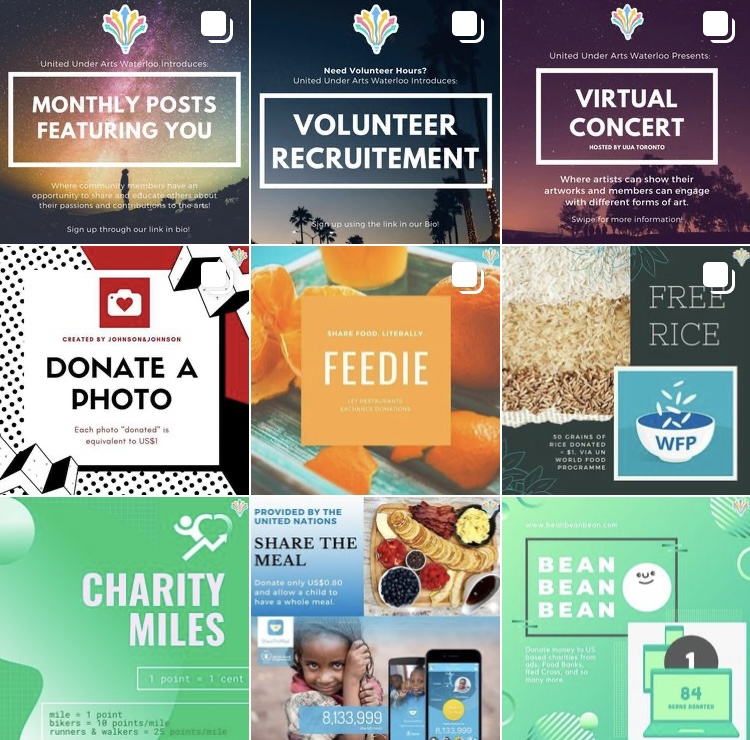 United Under Arts Waterloo Introduces:
MONTHLY POSTS
FEATURING YOU
Where community members have an
opportunity to share and educate others about
their passions and contributions to the arts!
Sign up through our link in bio!
Need Volunteer Hours?
United Under Arts Waterloo Introduces:
VOLUNTEER
RECRUITEMENT
Sign up using the link in our Bio!
United Under Arts Waterloo Presents:
VIRTUAL
CONCERT
HOSTED BY UUA TORONTO
Where artists can show their
artworks and members can engage
with different forms of art.
Swipe for more information!
CREATED BY JOHNSON&JOHNSON
DONATE A
PHOTO
Each photo "donated" is
equivalent to US$1
SHARE FOOD, LITERALLY
FEEDIE
LET RESTAURANTS
EXCHANGE DONATIONS
FREE
RICE
50 GRAINS OF
RICE DONATED
= $1, VIA UN
WORLD FOOD
PROGRAMME
WFP
CHARITY
MILES
1 point = 1 cent
mile = 1 point
bikers = 10 points/mile
runners & walkers = 25 points/mile
PROVIDED BY THE
UNITED NATIONS
SHARE THE
MEAL
Donate only US$0.80
and allow a child to
have a whole meal.
ShareTheMeal
8,133,999
8,133,999
www.beanbeanbean.com
BEAN
BEAN
BEAN
Donate money to US
based charities from
ads. Food Banks,
Red Cross, and so
many more.
1
84
BEANS DONATED